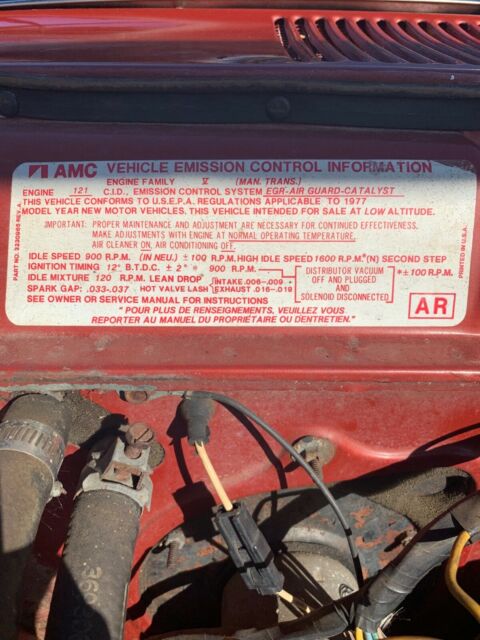 AMC VEHICLE EMISSION CONTROL INFORMATION
ENGINE FAMILY V (MAN. TRANS.)
ENGINE 121 C.I.D., EMISSION CONTROL SYSTEM EGR-AIR GUARD-CATALYST
THIS VEHICLE CONFORMS TO U.S.E.P.A. REGULATIONS APPLICABLE TO 1977
MODEL YEAR NEW MOTOR VEHICLES. THIS VEHICLE INTENDED FOR SALE AT LOW ALTITUDE.
IMPORTANT: PROPER MAINTENANCE AND ADJUSTMENT ARE NECESSARY FOR CONTINUING EFFECTIVENESS.
MAKE ADJUSTMENTS WITH ENGINE AT NORMAL OPERATING TEMPERATURE,
AIR CLEANER ON, AIR CONDITIONING OFF.
IDLE SPEED 900 R.P.M. (IN NEU.) ± 100 R.P.M. HIGH IDLE SPEED 1600 R.P.M.*(N) SECOND STEP
IGNITION TIMING 12° B.T.D.C. ± 2° @ 900 R.P.M. DISTRIBUTOR VACUUM OFF AND PLUGGED AND SOLENOID DISCONNECTED *± 100 R.P.M.
IDLE MIXTURE 120 R.P.M. LEAN DROP
SPARK GAP: .033-.037 HOT VALVE LASH INTAKE .006-.009 EXHAUST .016-.019
SEE OWNER OR SERVICE MANUAL FOR INSTRUCTIONS
"POUR PLUS DE RENSEIGNEMENTS, VEUILLEZ VOUS
REPORTER AU MANUEL DU PROPRIÉTAIRE OU D'ENTRETIEN."
AR
PRINTED IN U.S.A.